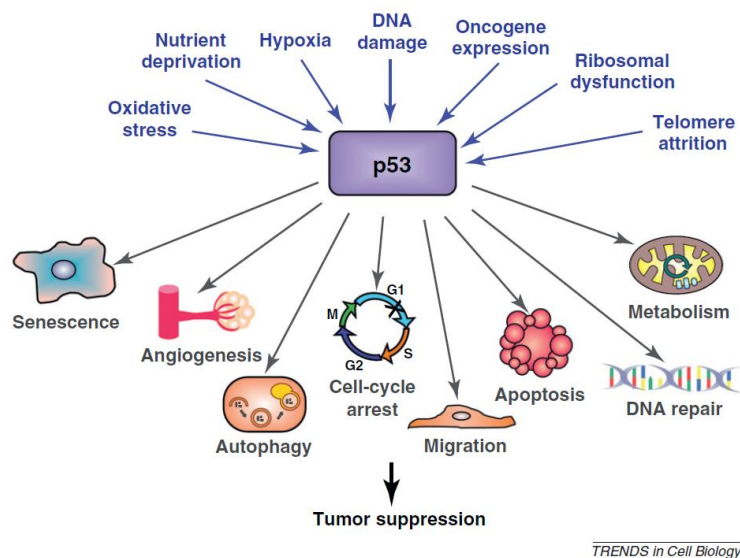 DNA
damage
Nutrient
deprivation
Hypoxia
Oncogene
expression
Ribosomal
dysfunction
Oxidative
stress
Telomere
attrition
p53
Senescence
Angiogenesis
Autophagy
G1
M
S
G2
Cell-cycle
arrest
Migration
Apoptosis
Metabolism
DNA repair
Tumor suppression
TRENDS in Cell Biology